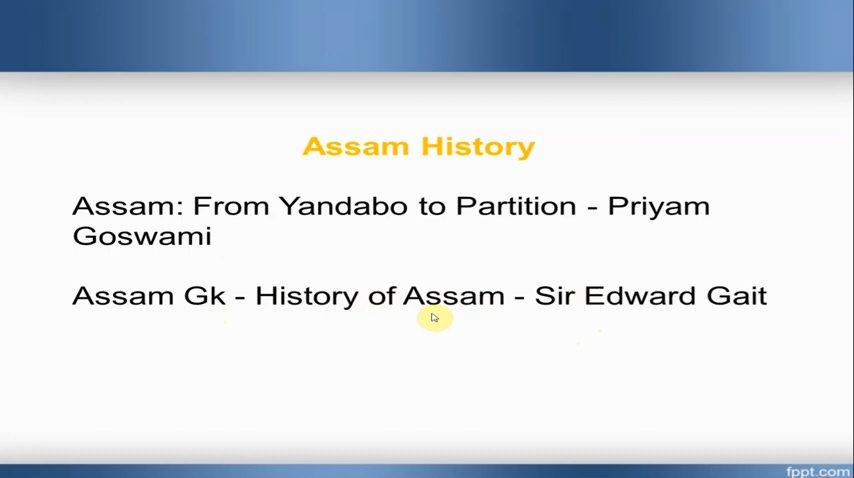 Assam History
Assam: From Yandabo to Partition - Priyam
Goswami
Assam Gk - History of Assam - Sir Edward Gait
fppt.com